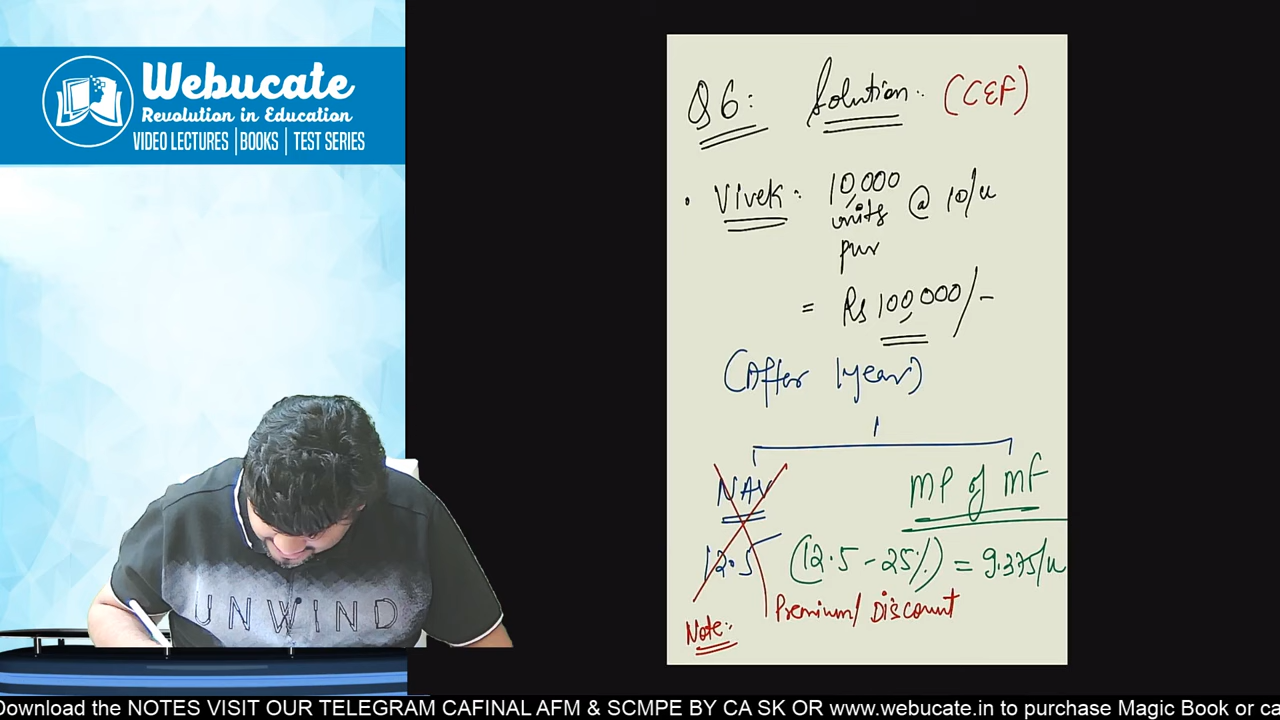 Webucate
Revolution in Education
VIDEO LECTURES | BOOKS | TEST SERIES
Q6: Solution: (CEF)
• Vivek: 10,000 units @ 10/u
pur
= Rs 100,000/-
(After 1year)
NAV MP of MF
12.5 (12.5 - 25%) = 9.375/u
Premium/ Discount
Note:
UNWIND
Download the NOTES VISIT OUR TELEGRAM CAFINAL AFM & SCMPE BY CA SK OR www.webucate.in to purchase Magic Book or ca